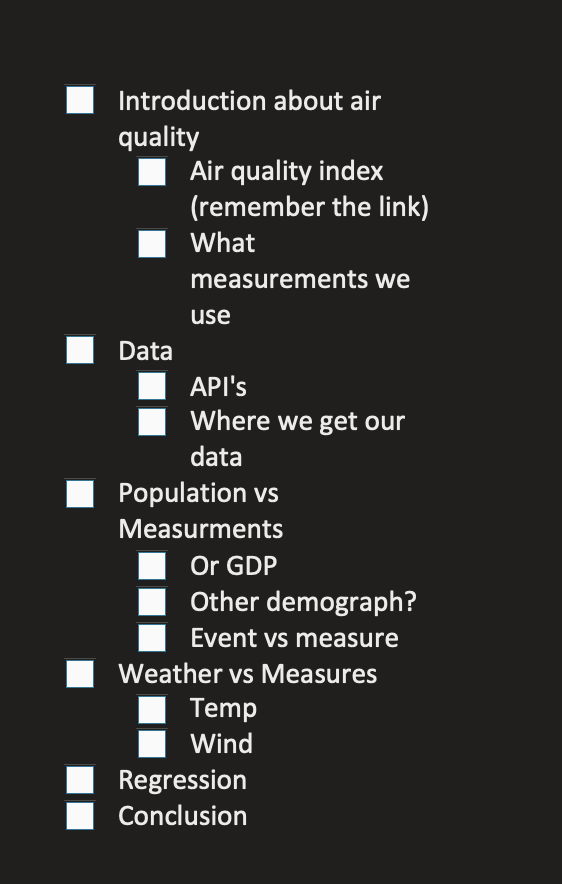 Introduction about air
quality
Air quality index
(remember the link)
What
measurements we
use
Data
API's
Where we get our
data
Population vs
Measurments
Or GDP
Other demograph?
Event vs measure
Weather vs Measures
Temp
Wind
Regression
Conclusion